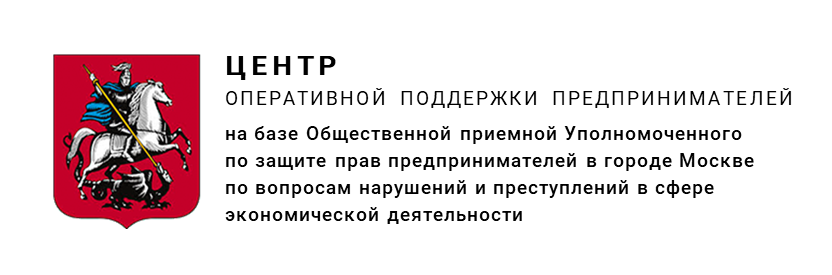 ЦЕНТР
ОПЕРАТИВНОЙ ПОДДЕРЖКИ ПРЕДПРИНИМАТЕЛЕЙ
на базе Общественной приемной Уполномоченного
по защите прав предпринимателей в городе Москве
по вопросам нарушений и преступлений в сфере
экономической деятельности